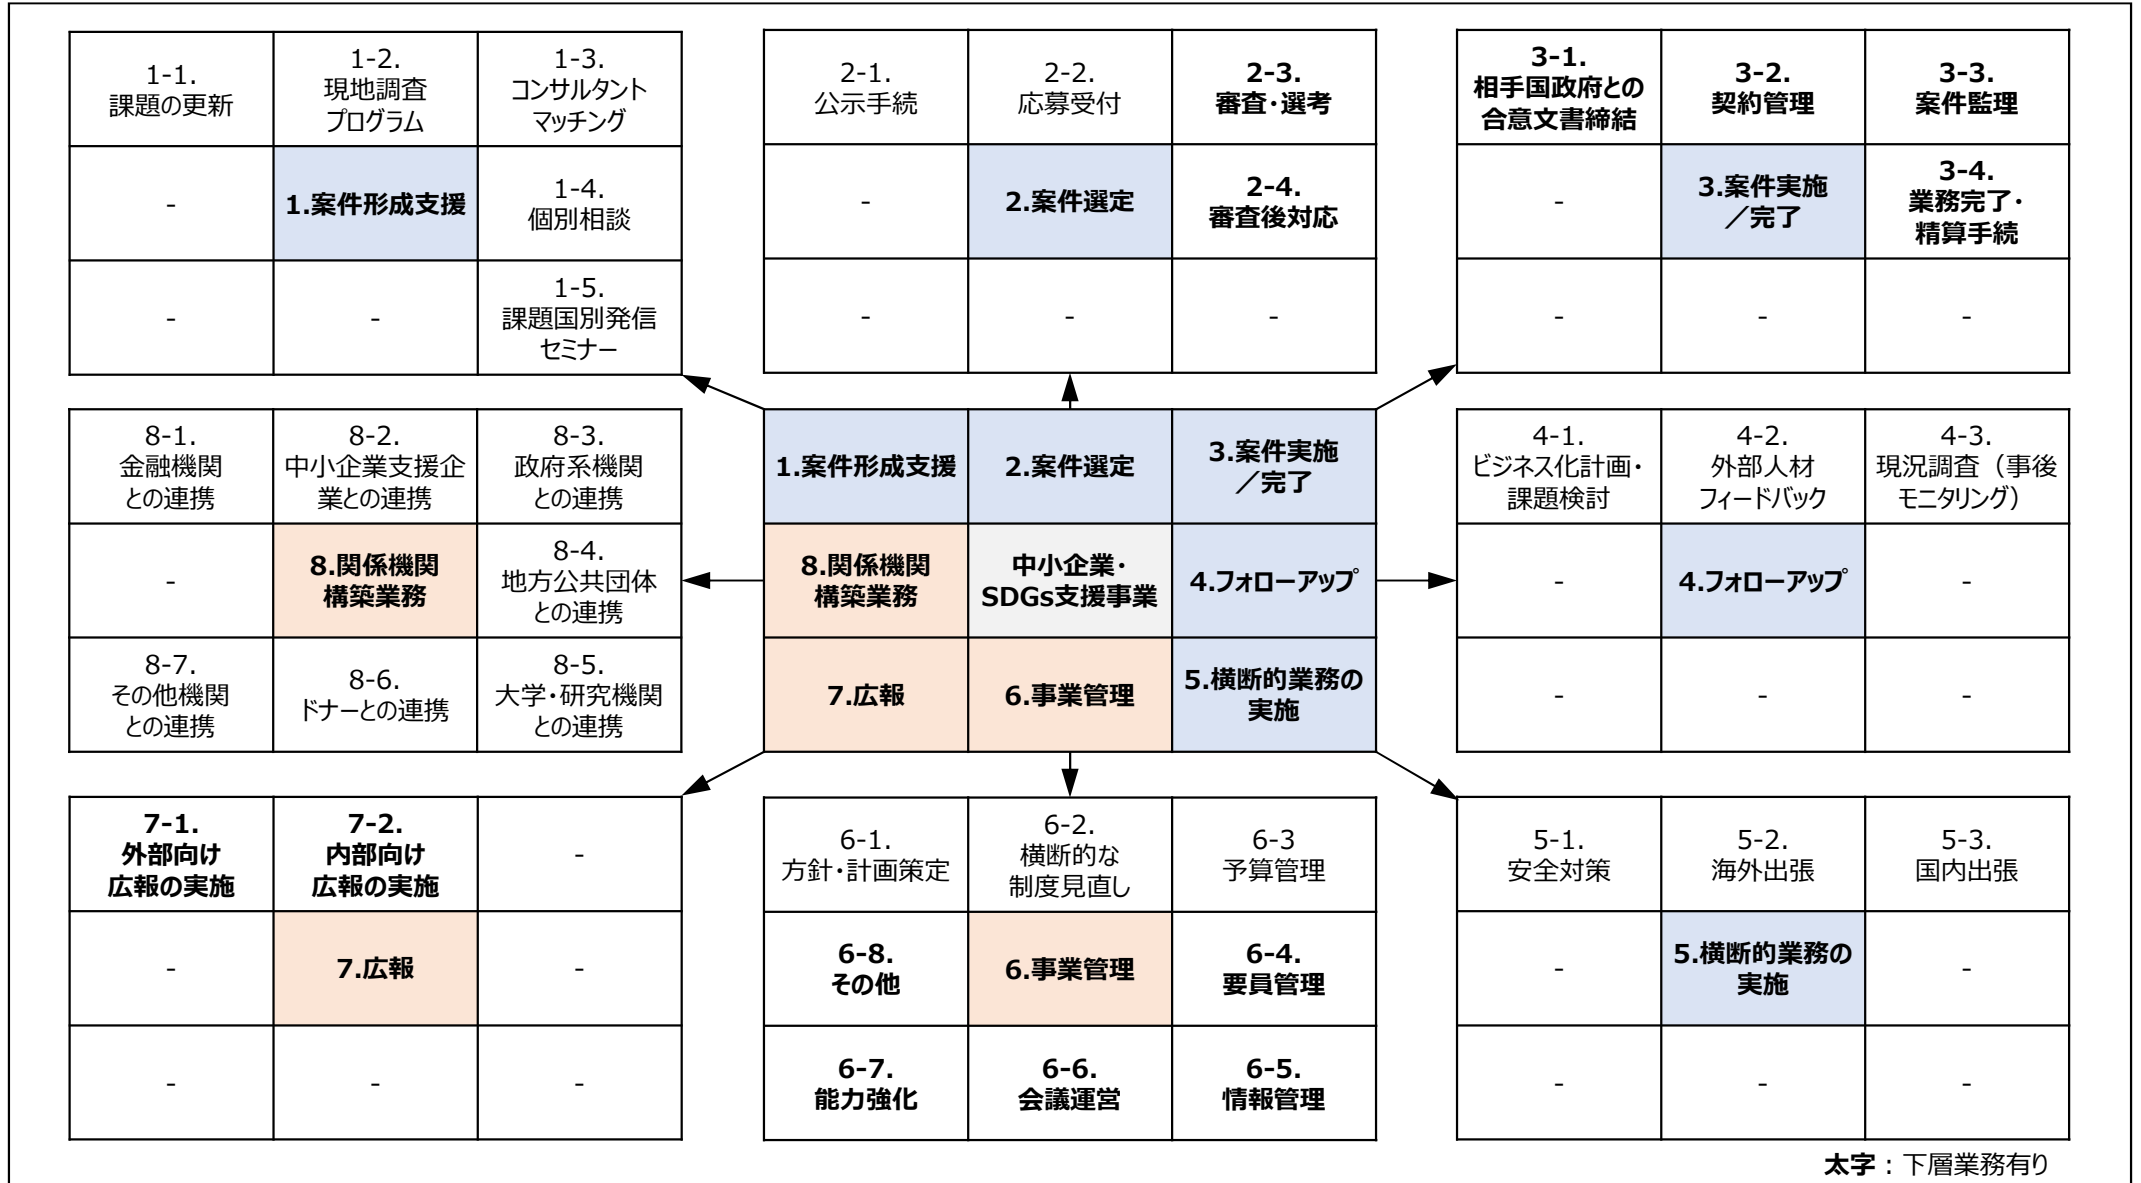 1-1.
課題の更新
1-2.
現地調査
プログラム
1-3.
コンサルタント
マッチング
-
1.案件形成支援
1-4.
個別相談
-
-
1-5.
課題国別発信
セミナー
2-1.
公示手続
2-2.
応募受付
2-3.
審査・選考
-
2.案件選定
2-4.
審査後対応
-
-
-
3-1.
相手国政府との
合意文書締結
3-2.
契約管理
3-3.
案件監理
-
3.案件実施
／完了
3-4.
業務完了・
精算手続
-
-
-
8-1.
金融機関
との連携
8-2.
中小企業支援企
業との連携
8-3.
政府系機関
との連携
-
8.関係機関
構築業務
8-4.
地方公共団体
との連携
8-7.
その他機関
との連携
8-6.
ドナーとの連携
8-5.
大学・研究機関
との連携
1.案件形成支援
2.案件選定
3.案件実施
／完了
8.関係機関
構築業務
中小企業・
SDGs支援事業
4.フォローアップ
7.広報
6.事業管理
5.横断的業務の
実施
4-1.
ビジネス化計画・
課題検討
4-2.
外部人材
フィードバック
4-3.
現況調査（事後
モニタリング）
-
4.フォローアップ
-
-
-
-
7-1.
外部向け
広報の実施
7-2.
内部向け
広報の実施
-
-
7.広報
-
-
-
-
6-1.
方針・計画策定
6-2.
横断的な
制度見直し
6-3
予算管理
6-8.
その他
6.事業管理
6-4.
要員管理
6-7.
能力強化
6-6.
会議運営
6-5.
情報管理
5-1.
安全対策
5-2.
海外出張
5-3.
国内出張
-
5.横断的業務の
実施
-
-
-
-
太字：下層業務有り